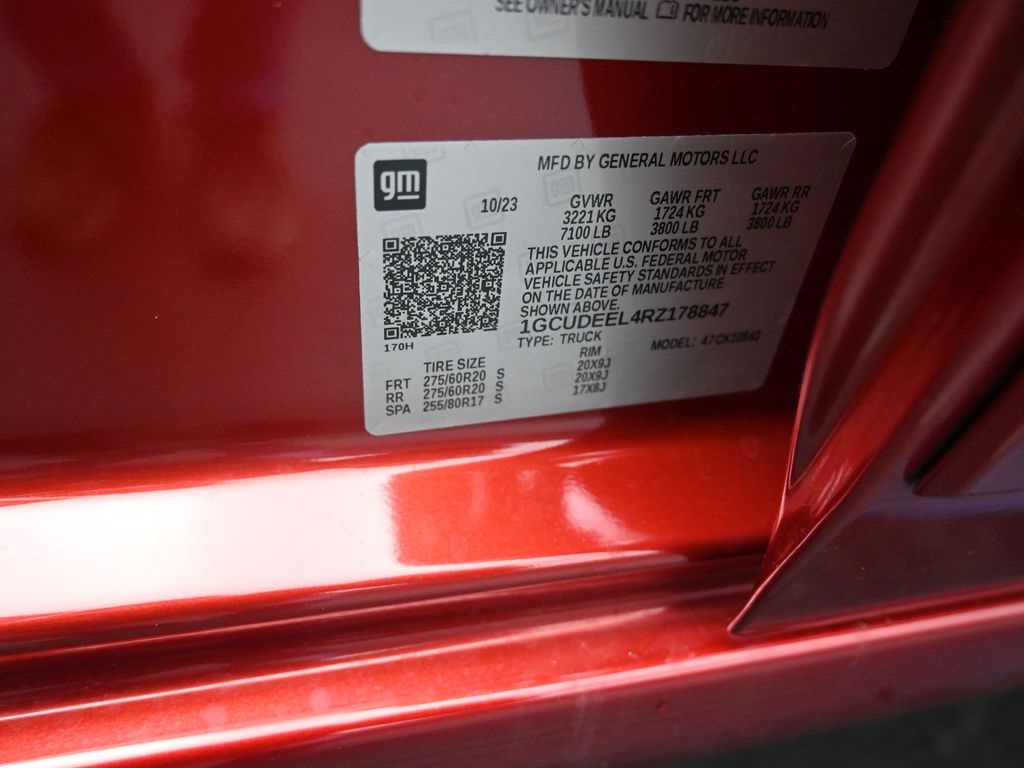 SEE OWNER'S MANUAL FOR MORE INFORMATION
gm
MFD BY GENERAL MOTORS LLC
10/23 GVWR GAWR FRT GAWR RR
3221 KG 1724 KG 1724 KG
7100 LB 3800 LB 3800 LB
THIS VEHICLE CONFORMS TO ALL
APPLICABLE U.S. FEDERAL MOTOR
VEHICLE SAFETY STANDARDS IN EFFECT
ON THE DATE OF MANUFACTURE
SHOWN ABOVE.
1GCUDEEL4RZ178847
170H
TYPE: TRUCK MODEL: 47CK10543
TIRE SIZE RIM
FRT 275/60R20 S 20X9J
RR 275/60R20 S 20X9J
SPA 255/80R17 S 17X8J